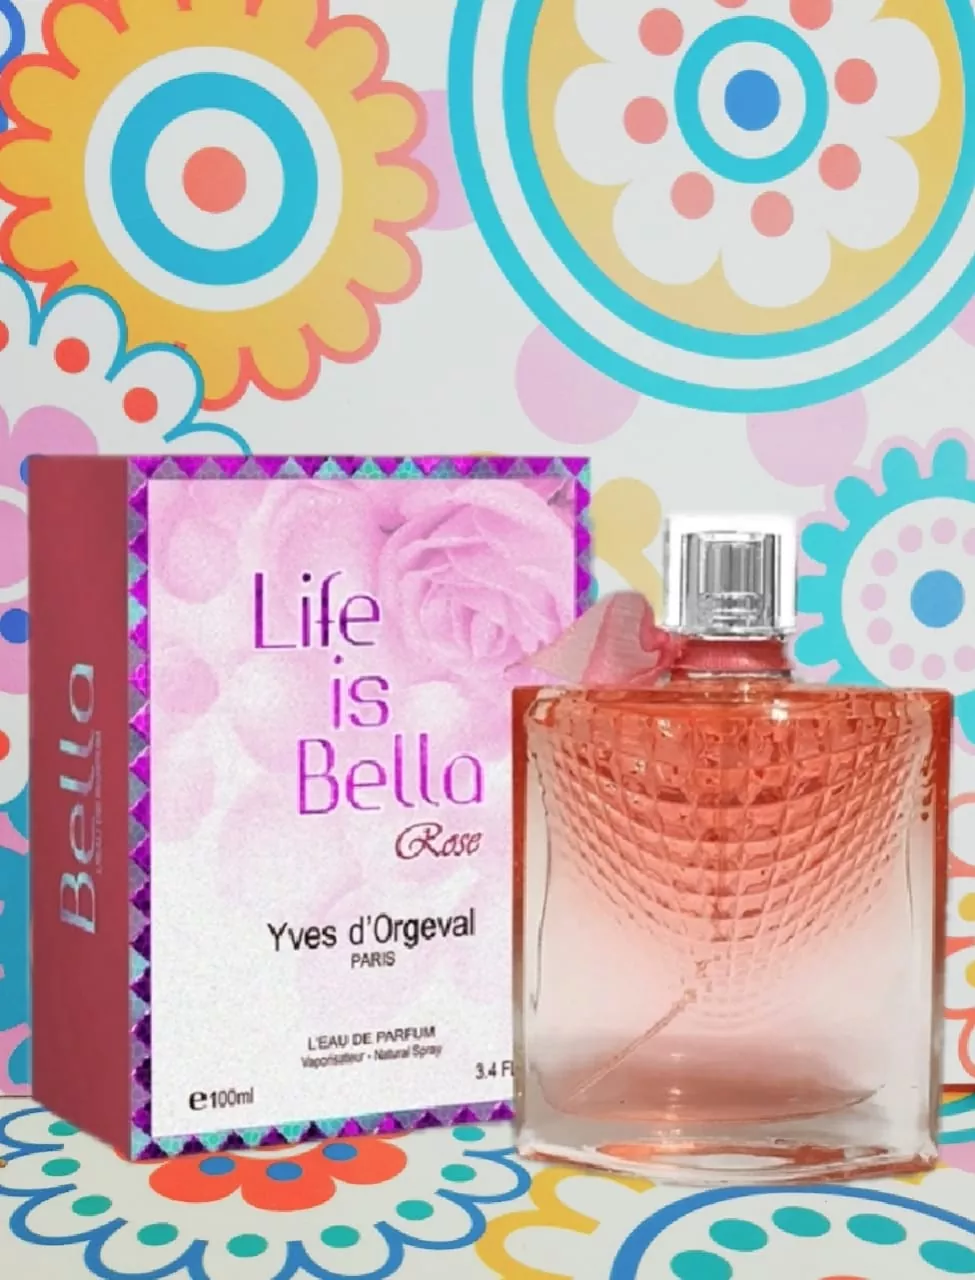 Life
is
Bella
Rose
Yves d'Orgeval
PARIS
L'EAU DE PARFUM
Vaporisateur - Natural Spray
3.4 FL
e100ml
Bella